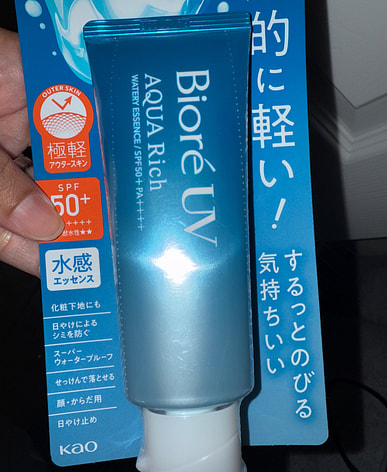 OUTER SKIN
極軽
アウタースキン
SPF
50+
++++
耐水性★★
水感
エッセンス
化粧下地にも
日やけによる
シミを防ぐ
スーパー
ウォータープルーフ
せっけんで落とせる
顔・からだ用
日やけ止め
Kao
Bioré UV
AQUA Rich
WATERY ESSENCE/SPF50+ PA++++
的に軽い!
するっとのびる
気持ちいい